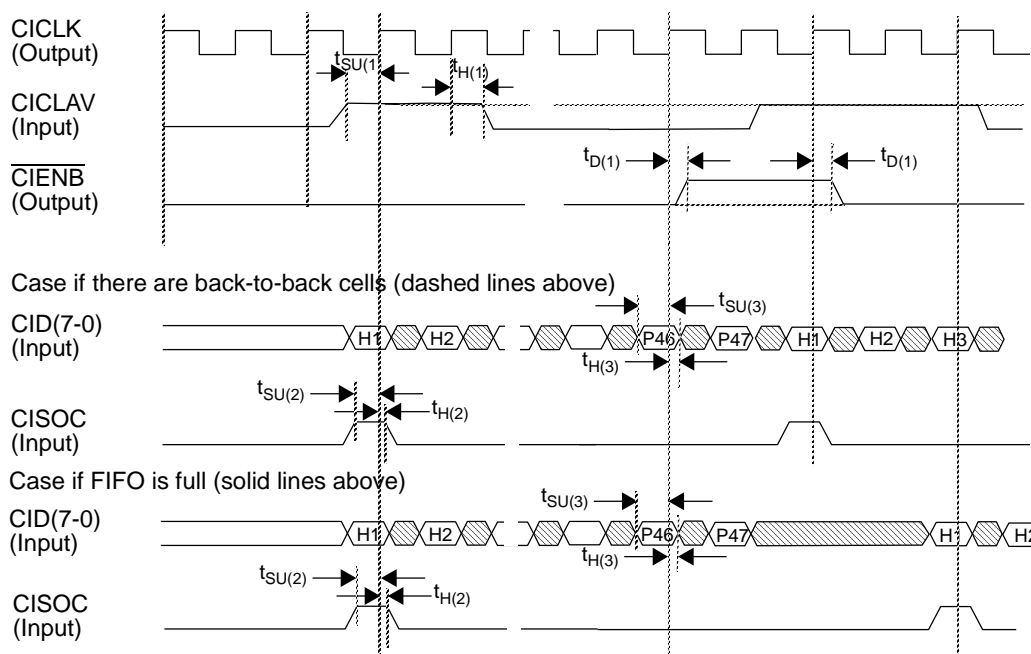 CICLK
(Output)
tSU(1
tH(1)
CICLAV
(Input)
tD(1)
tD(1)
CIENB
(Output)
Case if there are back-to-back cells (dashed lines above)
tSU(3)
CID(7-0)
(Input)
H1
H2
P46
P47
H1
H2
H3
tH(3)
tSU(2)
tH(2)
CISOC
(Input)
Case if FIFO is full (solid lines above)
tSU(3)
CID(7-0)
(Input)
H1
H2
P46
P47
H1
H2
tH(3)
tSU(2)
tH(2)
CISOC
(Input)